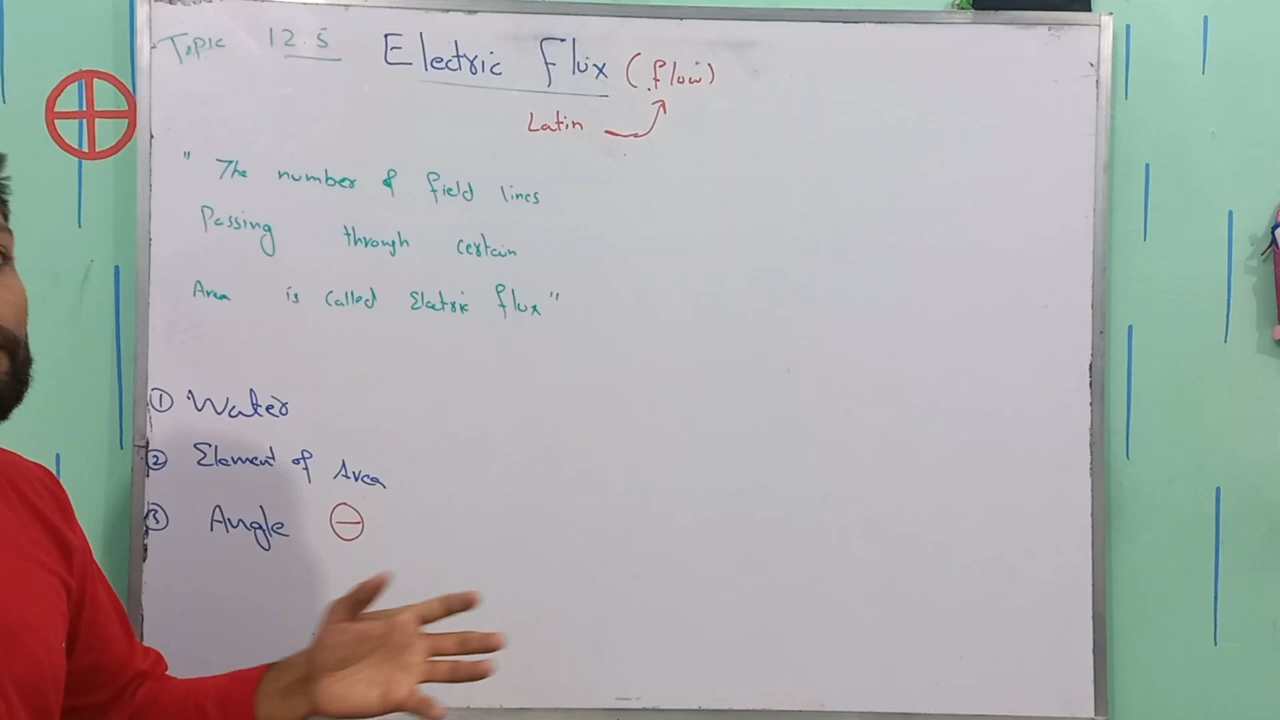 Topic 12.5 Electric Flux (flow)
Latin
" The number of field lines
Passing through certain
Area is called Electric flux "
① Water
② Element of Area
③ Angle θ